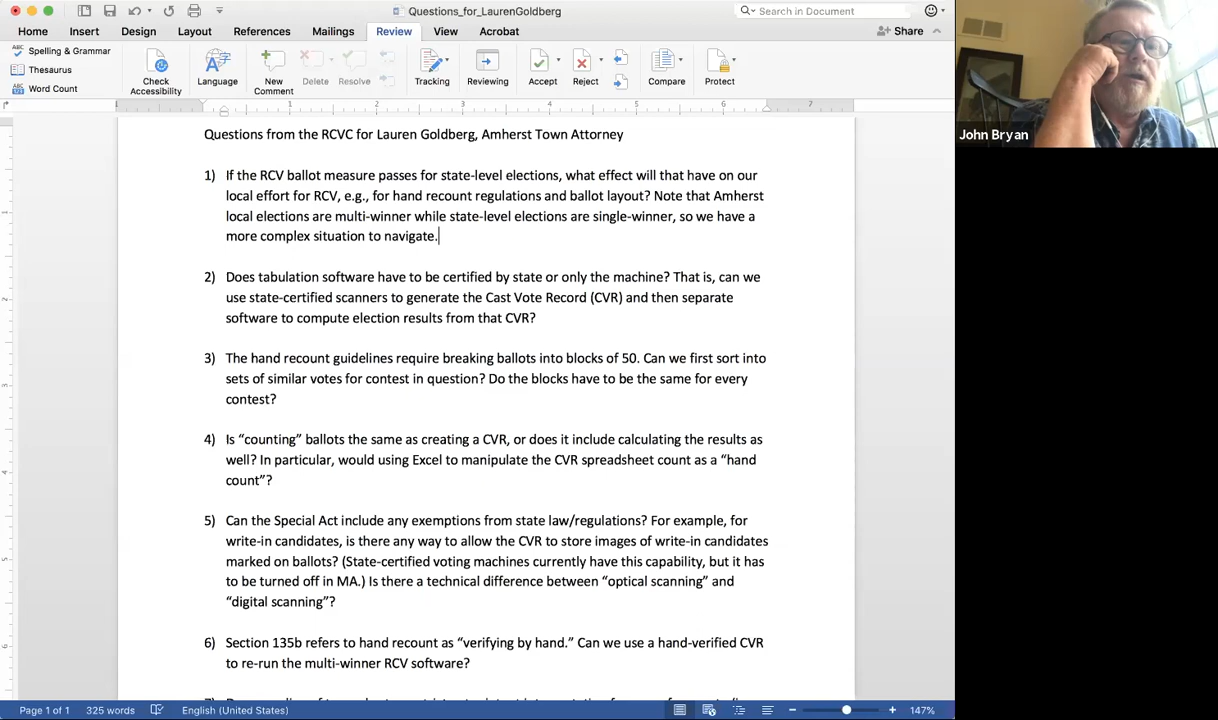 Questions_for_LaurenGoldberg
Search in Document
Home Insert Design Layout References Mailings Review View Acrobat
Share
ABC Spelling & Grammar
Thesaurus
ABC 123 Word Count
Check Accessibility
Language
New Comment
Delete
Resolve
Tracking
Reviewing
Accept
Reject
Compare
Protect
1 1 2 3 4 5 6 7
John Bryan
Questions from the RCVC for Lauren Goldberg, Amherst Town Attorney
1) If the RCV ballot measure passes for state-level elections, what effect will that have on our
local effort for RCV, e.g., for hand recount regulations and ballot layout? Note that Amherst
local elections are multi-winner while state-level elections are single-winner, so we have a
more complex situation to navigate.
2) Does tabulation software have to be certified by state or only the machine? That is, can we
use state-certified scanners to generate the Cast Vote Record (CVR) and then separate
software to compute election results from that CVR?
3) The hand recount guidelines require breaking ballots into blocks of 50. Can we first sort into
sets of similar votes for contest in question? Do the blocks have to be the same for every
contest?
4) Is “counting” ballots the same as creating a CVR, or does it include calculating the results as
well? In particular, would using Excel to manipulate the CVR spreadsheet count as a “hand
count”?
5) Can the Special Act include any exemptions from state law/regulations? For example, for
write-in candidates, is there any way to allow the CVR to store images of write-in candidates
marked on ballots? (State-certified voting machines currently have this capability, but it has
to be turned off in MA.) Is there a technical difference between “optical scanning” and
“digital scanning”?
6) Section 135b refers to hand recount as “verifying by hand.” Can we use a hand-verified CVR
to re-run the multi-winner RCV software?
Page 1 of 1 325 words English (United States) 147%